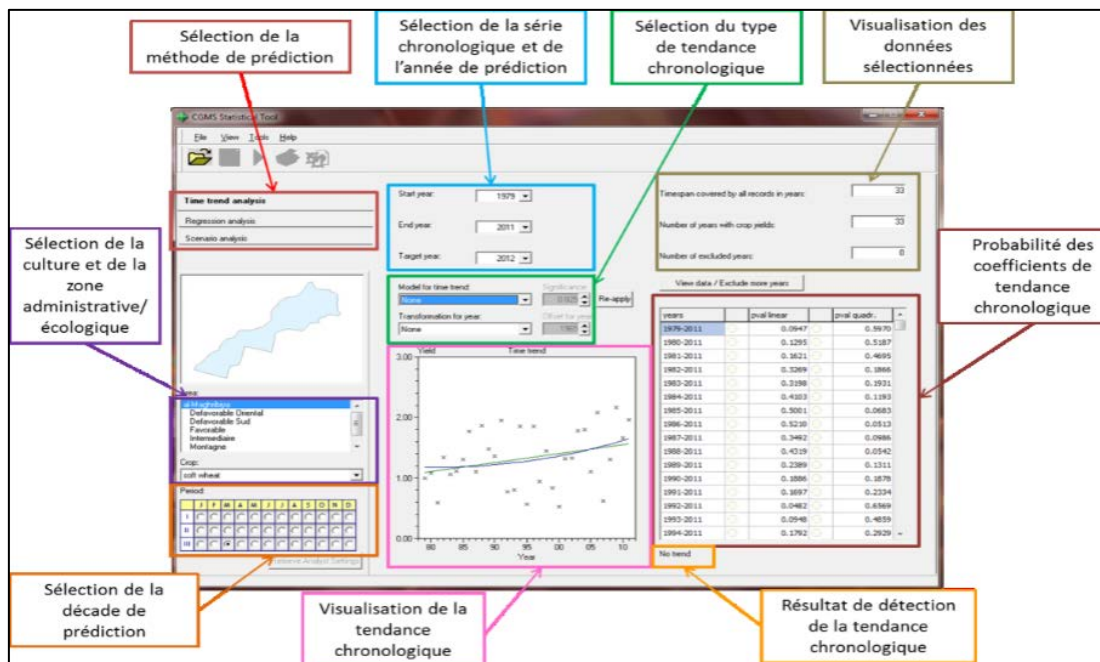 Sélection de la
méthode de prédiction
Sélection de la série
chronologique et de
l'année de prédiction
Sélection du type
de tendance
chronologique
Visualisation des
données
sélectionnées
CGMS Statistical Tool
File View Tools Help
Time trend analysis
Regression analysis
Scenario analysis
Start year: 1979
End year: 2011
Target year: 2012
Timespan covered by all records in years: 33
Number of years with crop yields: 33
Number of excluded years: 0
Sélection de la
culture et de la
zone
administrative/
écologique
Probabilité des
coefficients de
tendance
chronologique
Model for time trend: Significance:
None 0.025 Re-apply
Transformation for year: Offset for year
None
View data / Exclude more years
years pval linear pval quadr.
1979-2011 0.0947 0.5970
1980-2011 0.1295 0.5187
1981-2011 0.1621 0.4695
1982-2011 0.3269 0.1866
1983-2011 0.3198 0.1931
1984-2011 0.4103 0.1193
1985-2011 0.5001 0.0683
1986-2011 0.5210 0.0513
1987-2011 0.3492 0.0986
1988-2011 0.4319 0.0542
1989-2011 0.2389 0.1311
1990-2011 0.1886 0.1878
1991-2011 0.1697 0.2334
1992-2011 0.0482 0.6569
1993-2011 0.0948 0.4859
1994-2011 0.1792 0.2929
No trend
Yield Time trend
3.00
2.00
1.00
0.00
80 85 90 95 00 05 10
Year
Area:
al Maghribiya
Defavorable Oriental
Defavorable Sud
Favorable
Intermediaire
Montagne
Crop:
soft wheat
Period:
J F M A M J J A S O N D
I
II
III
Preserve Analyst Settings
Sélection de la
décade de
prédiction
Visualisation de la
tendance
chronologique
Résultat de détection
de la tendance
chronologique